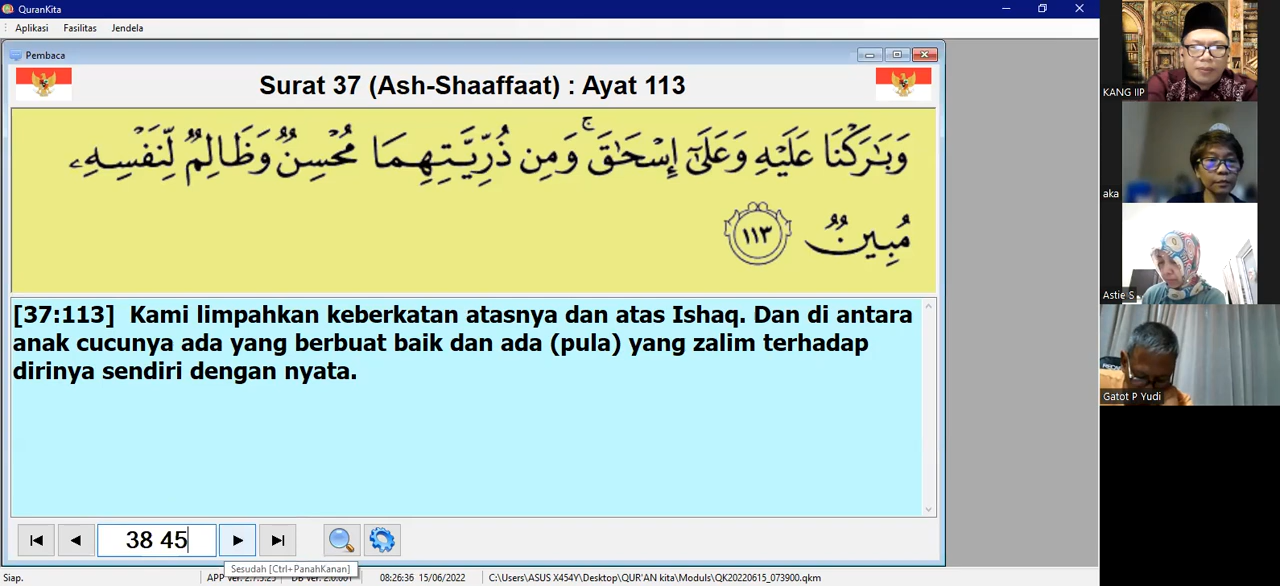 QuranKita
Aplikasi Fasilitas Jendela
Pembaca
Surat 37 (Ash-Shaaffaat) : Ayat 113
وَبَٰرَكْنَا عَلَيْهِ وَعَلَىٰٓ إِسْحَٰقَ ۚ وَمِن ذُرِّيَّتِهِمَا مُحْسِنٌ وَظَالِمٌ لِّنَفْسِهِۦ
مُبِينٌ ١١٣
[37:113] Kami limpahkan keberkatan atasnya dan atas Ishaq. Dan di antara
anak cucunya ada yang berbuat baik dan ada (pula) yang zalim terhadap
dirinya sendiri dengan nyata.
38 45
Sesudah [Ctrl+PanahKanan]
Siap.
08:26:36 15/06/2022 C:\Users\ASUS X454Y\Desktop\QUR'AN kita\Moduls\QK20220615_073900.qkm
KANG IIP
aka
Astie S
Gatot P Yudi